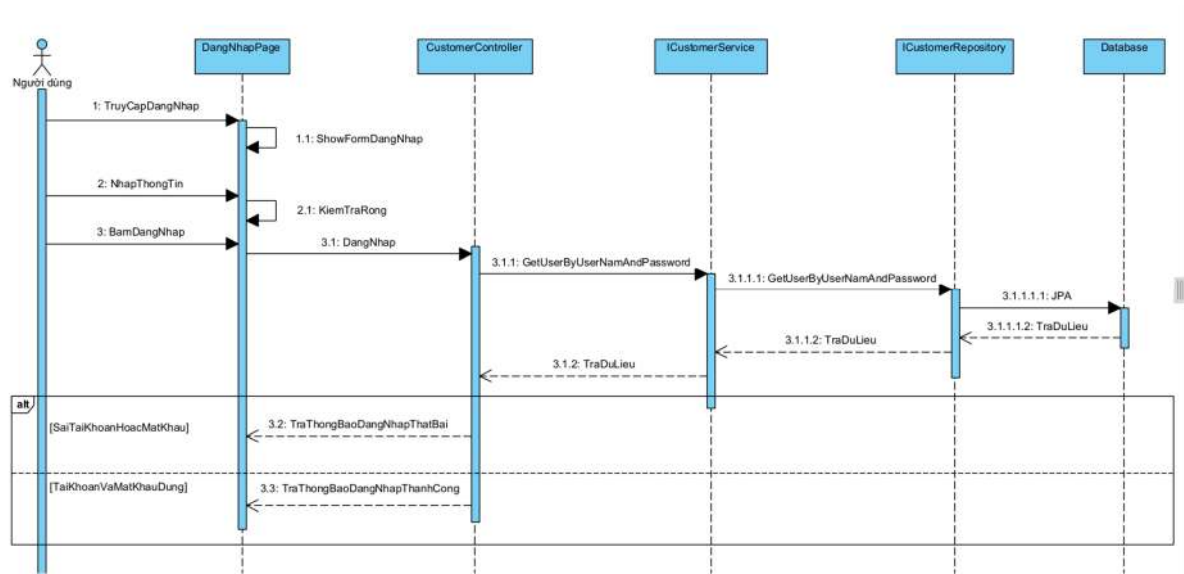 DangNhapPage
CustomerController
ICustomerService
ICustomerRepository
Database
Người dùng
1: TruyCapDangNhap
1.1: ShowFormDangNhap
2: NhapThongTin
2.1: KiemTraRong
3: BamDangNhap
3.1: DangNhap
3.1.1: GetUserByUserNamAndPassword
3.1.1.1: GetUserByUserNamAndPassword
3.1.1.1.1: JPA
3.1.1.1.2: TraDuLieu
3.1.1.2: TraDuLieu
3.1.2: TraDuLieu
alt
[SaiTaiKhoanHoacMatKhau]
3.2: TraThongBaoDangNhapThatBai
[TaiKhoanVaMatKhauDung]
3.3: TraThongBaoDangNhapThanhCong